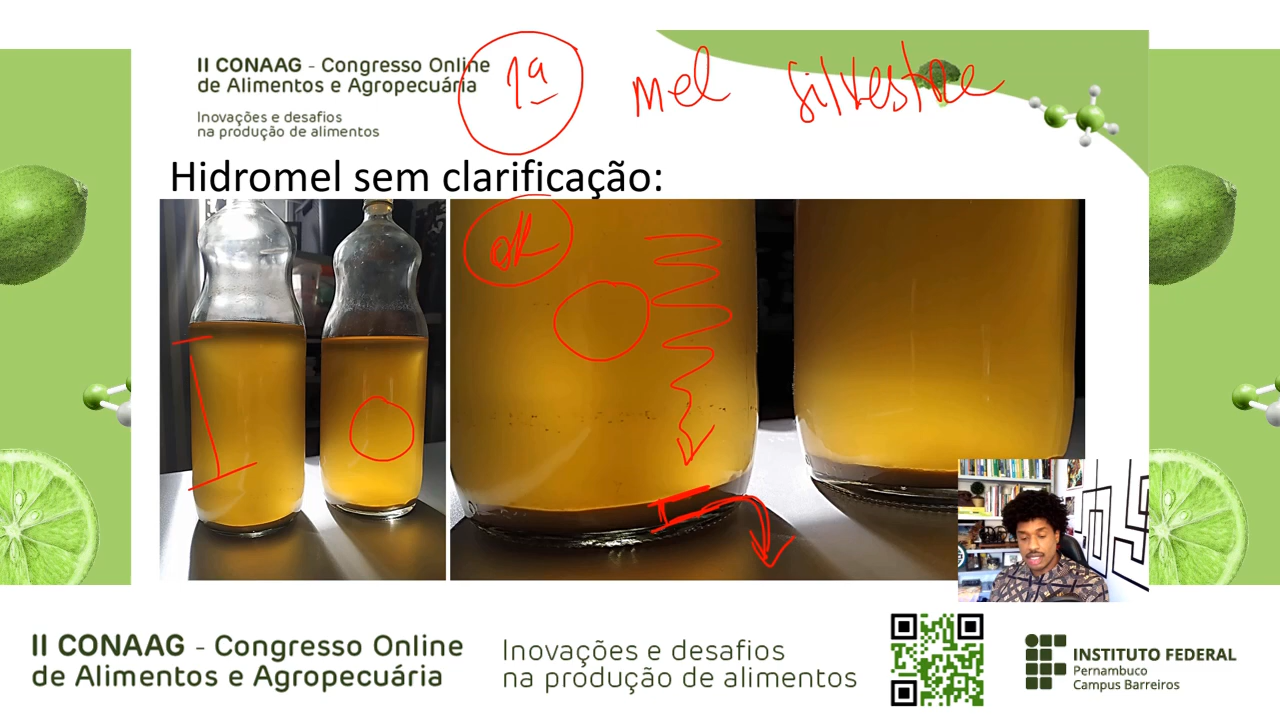 II CONAAG - Congresso Online
de Alimentos e Agropecuária
1ª mel silvestre
Inovações e desafios
na produção de alimentos
Hidromel sem clarificação:
OK
II CONAAG - Congresso Online
de Alimentos e Agropecuária
Inovações e desafios
na produção de alimentos
INSTITUTO FEDERAL
Pernambuco
Campus Barreiros